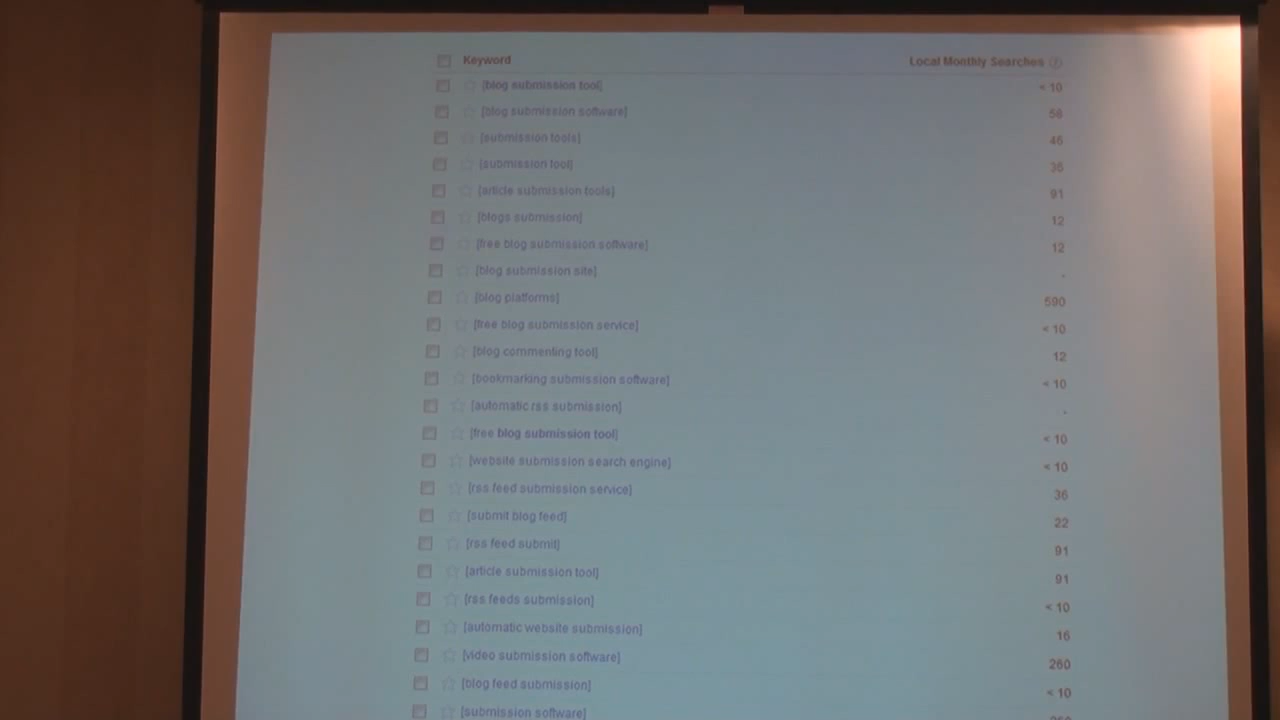 Keyword Local Monthly Searches ?
[blog submission tool] < 10
[blog submission software] 58
[submission tools] 46
[submission tool] 36
[article submission tools] 91
[blogs submission] 12
[free blog submission software] 12
[blog submission site] -
[blog platforms] 590
[free blog submission service] < 10
[blog commenting tool] 12
[bookmarking submission software] < 10
[automatic rss submission] -
[free blog submission tool] < 10
[website submission search engine] < 10
[rss feed submission service] 36
[submit blog feed] 22
[rss feed submit] 91
[article submission tool] 91
[rss feeds submission] < 10
[automatic website submission] 16
[video submission software] 260
[blog feed submission] < 10
[submission software]